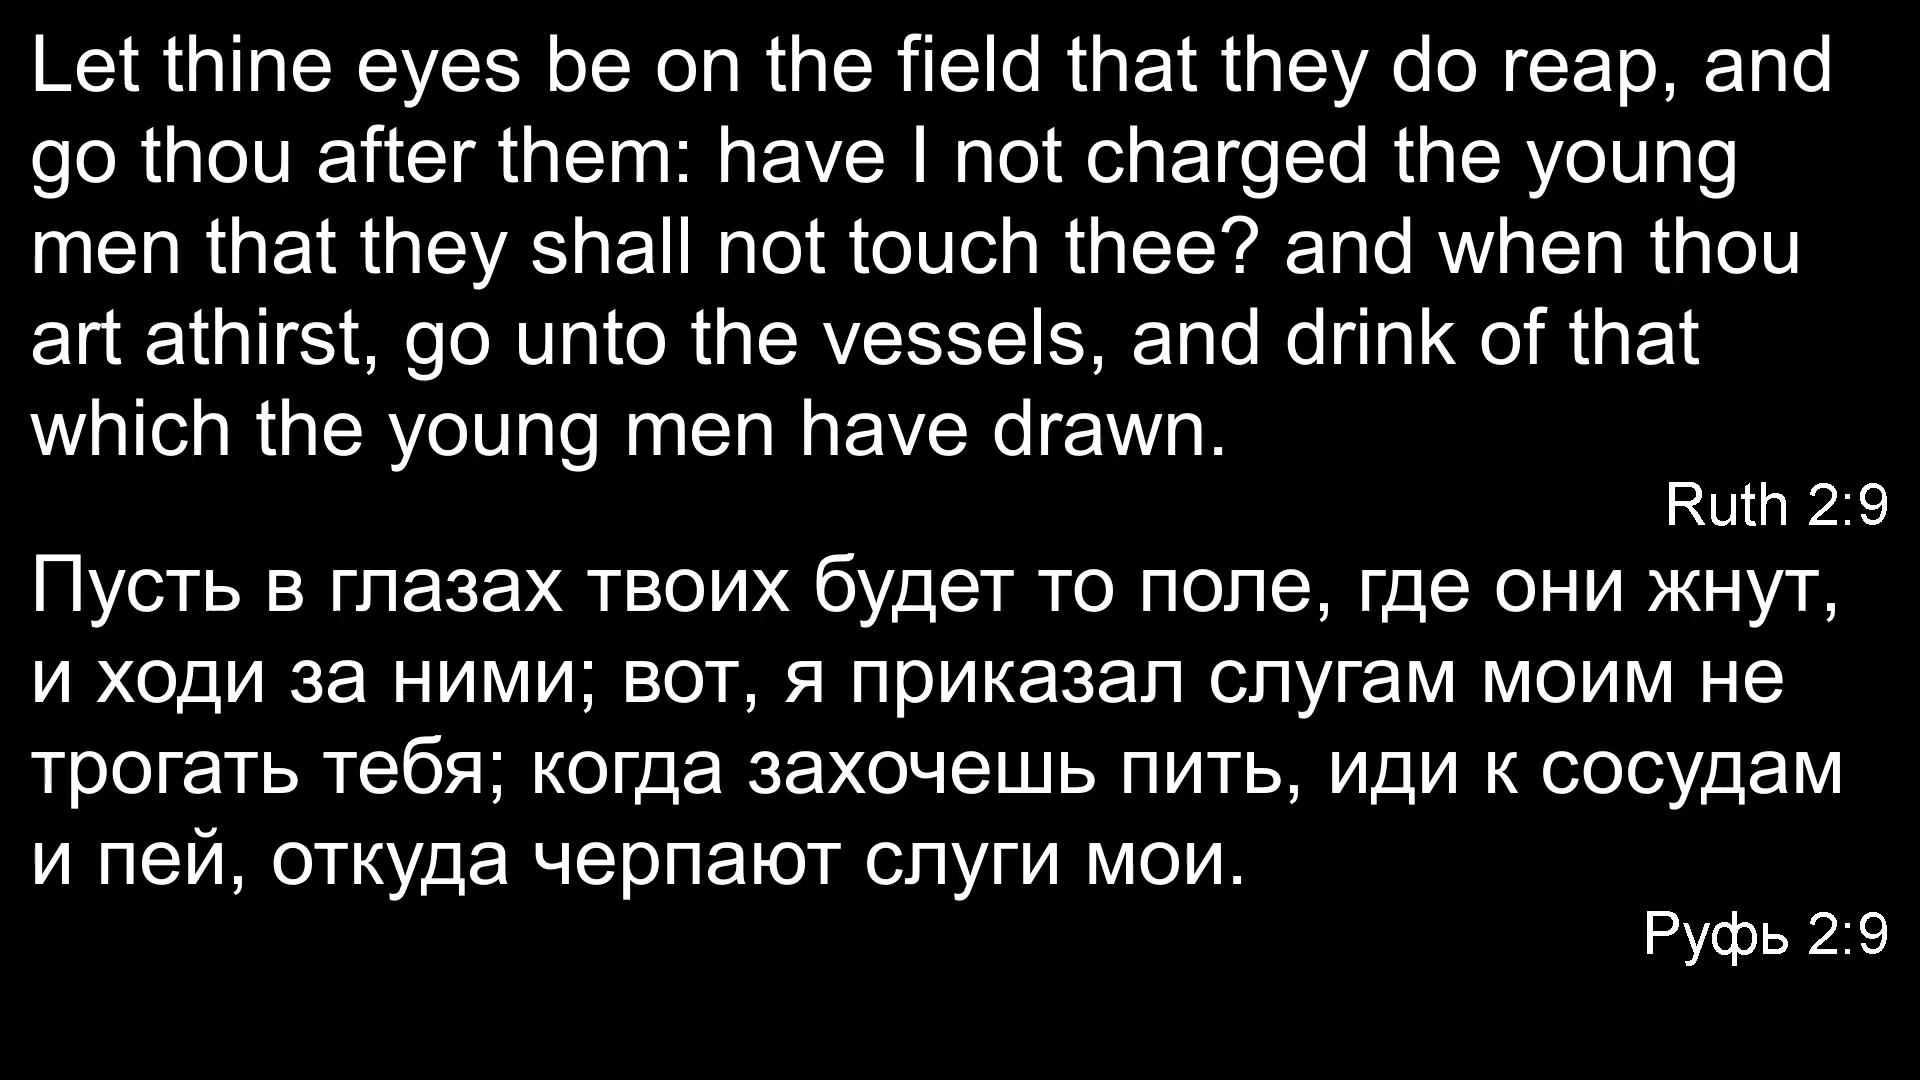 Let thine eyes be on the field that they do reap, and
go thou after them: have I not charged the young
men that they shall not touch thee? and when thou
art athirst, go unto the vessels, and drink of that
which the young men have drawn.
Ruth 2:9
Пусть в глазах твоих будет то поле, где они жнут,
и ходи за ними; вот, я приказал слугам моим не
трогать тебя; когда захочешь пить, иди к сосудам
и пей, откуда черпают слуги мои.
Руфь 2:9